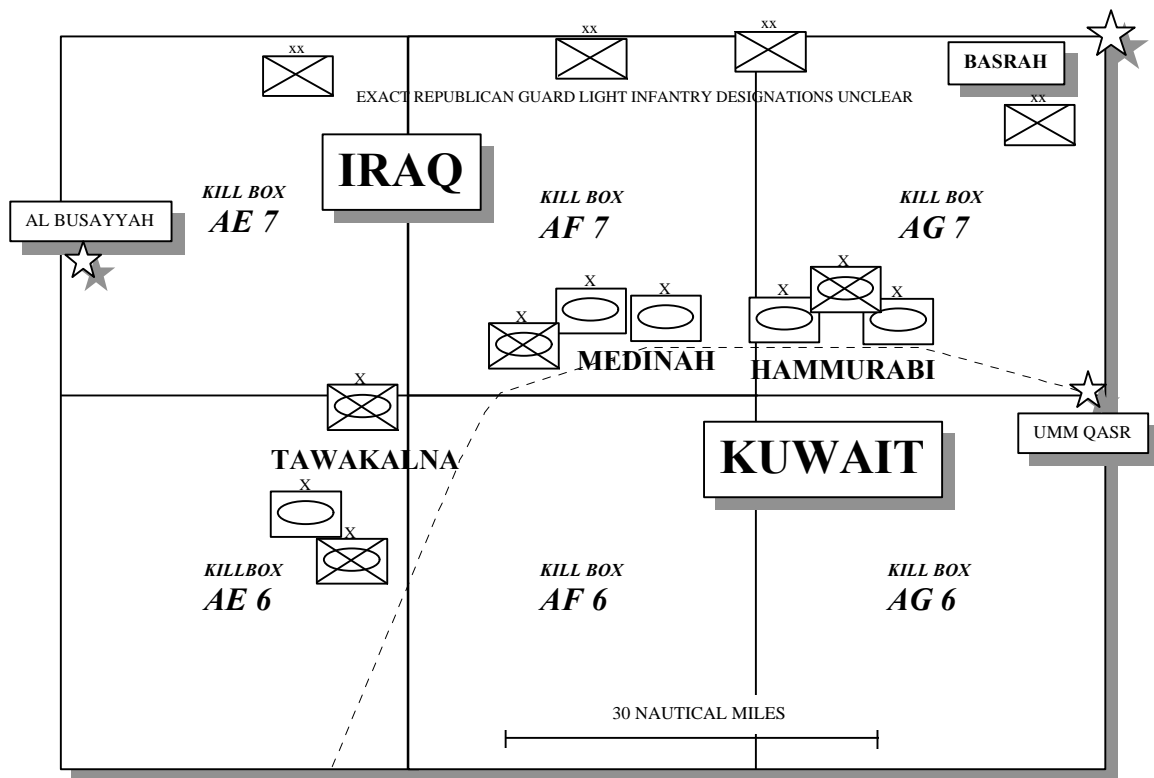 xx
xx
xx
BASRAH
xx
EXACT REPUBLICAN GUARD LIGHT INFANTRY DESIGNATIONS UNCLEAR
IRAQ
KILL BOX
AE 7
KILL BOX
AF 7
KILL BOX
AG 7
AL BUSAYYAH
X
X
X
X
X
X
MEDINAH
HAMMURABI
X
TAWAKALNA
KUWAIT
UMM QASR
X
X
KILLBOX
AE 6
KILL BOX
AF 6
KILL BOX
AG 6
30 NAUTICAL MILES